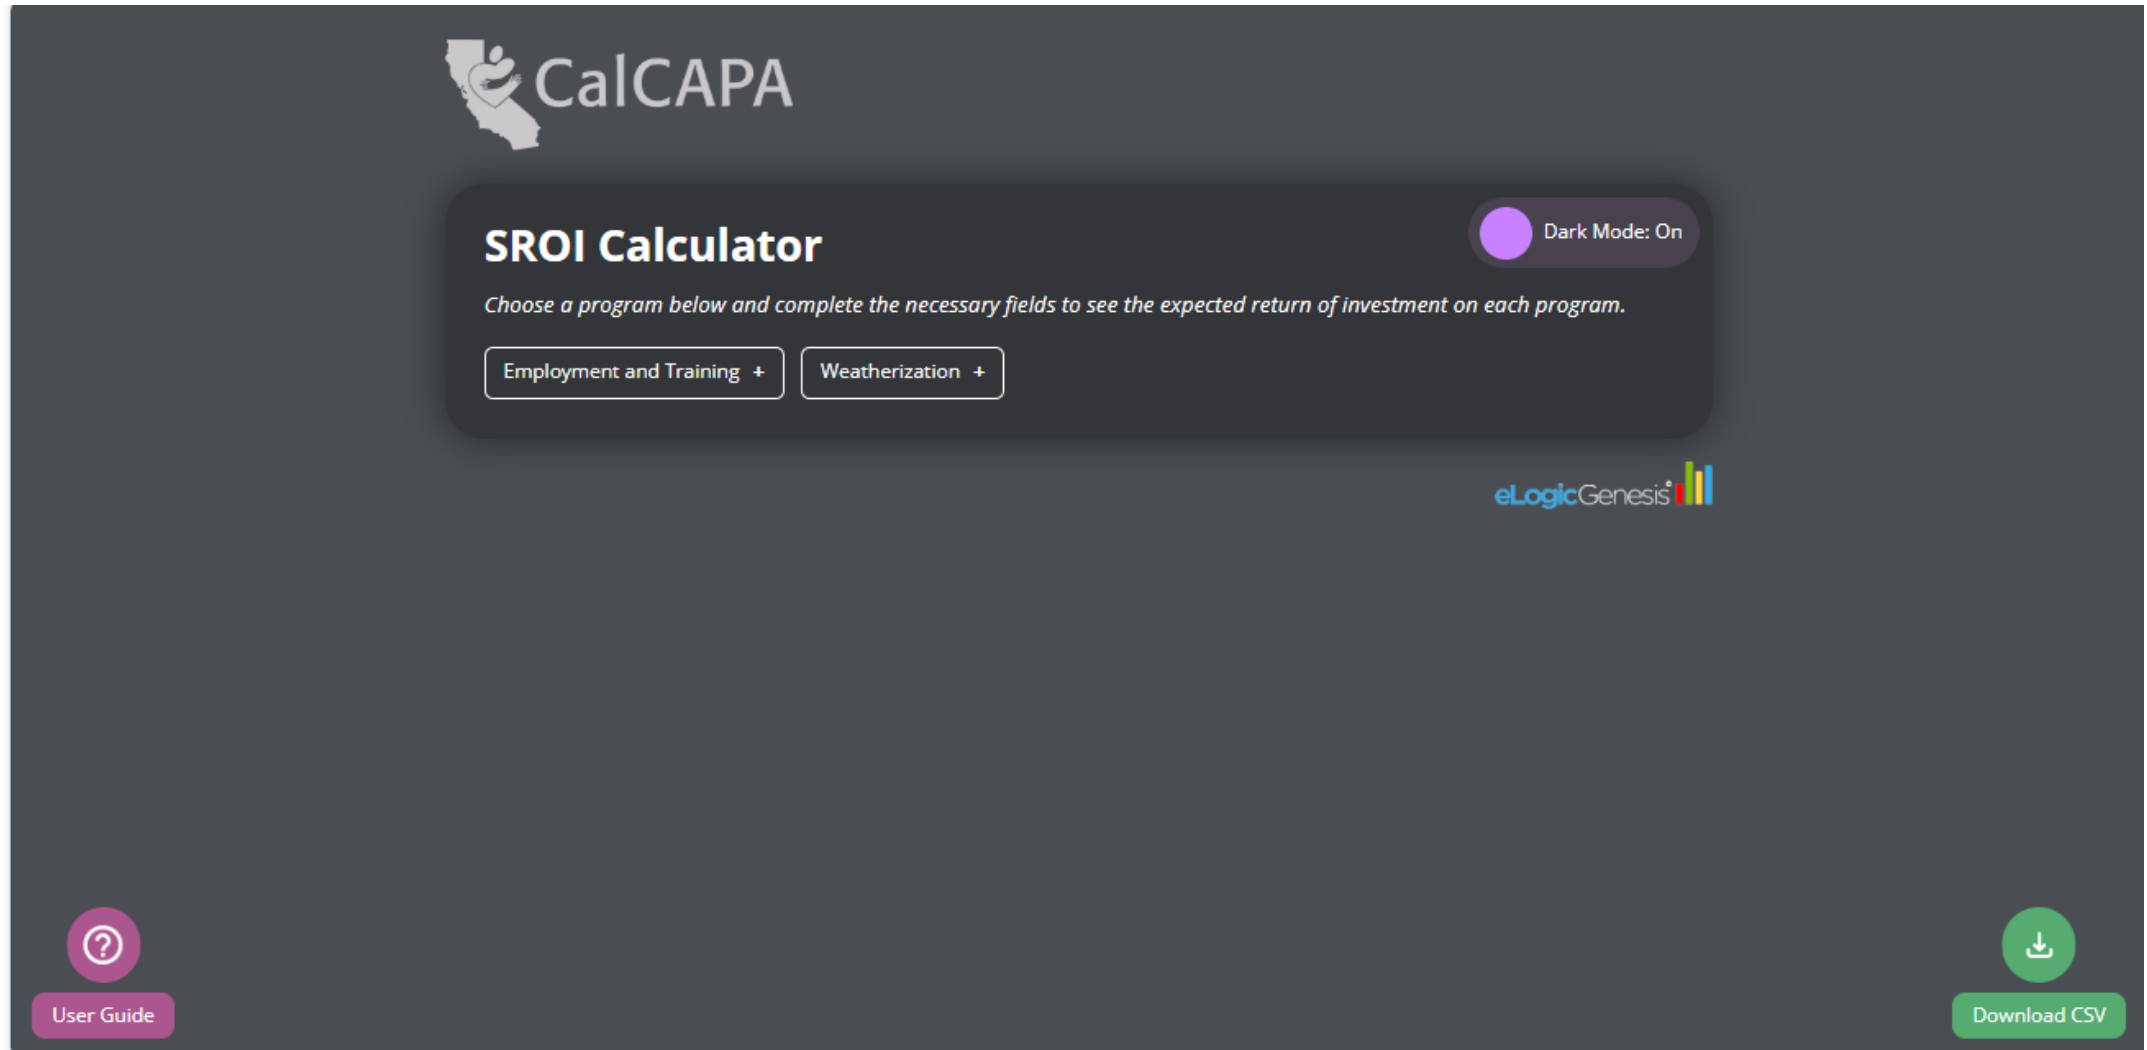 CalCAPA
SROI Calculator
Dark Mode: On
Choose a program below and complete the necessary fields to see the expected return of investment on each program.
Employment and Training +
Weatherization +
eLogicGenesis
User Guide
Download CSV